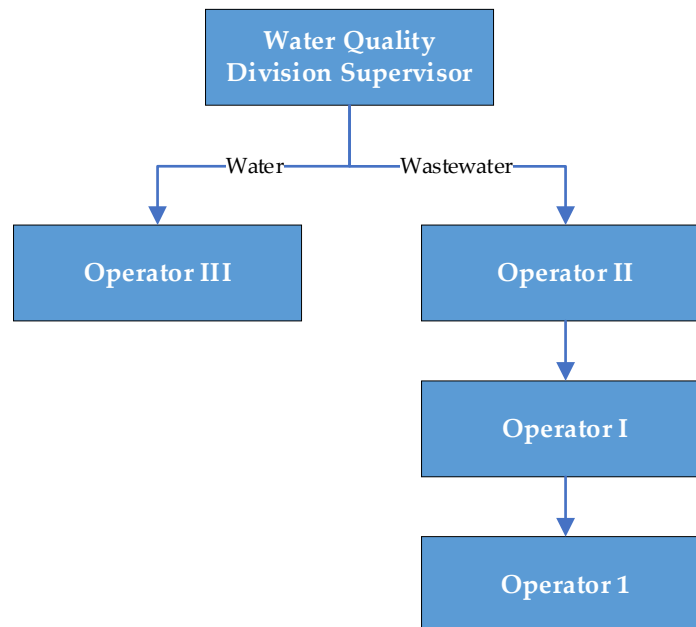 Water Quality
Division Supervisor
Water
Wastewater
Operator III
Operator II
Operator I
Operator 1